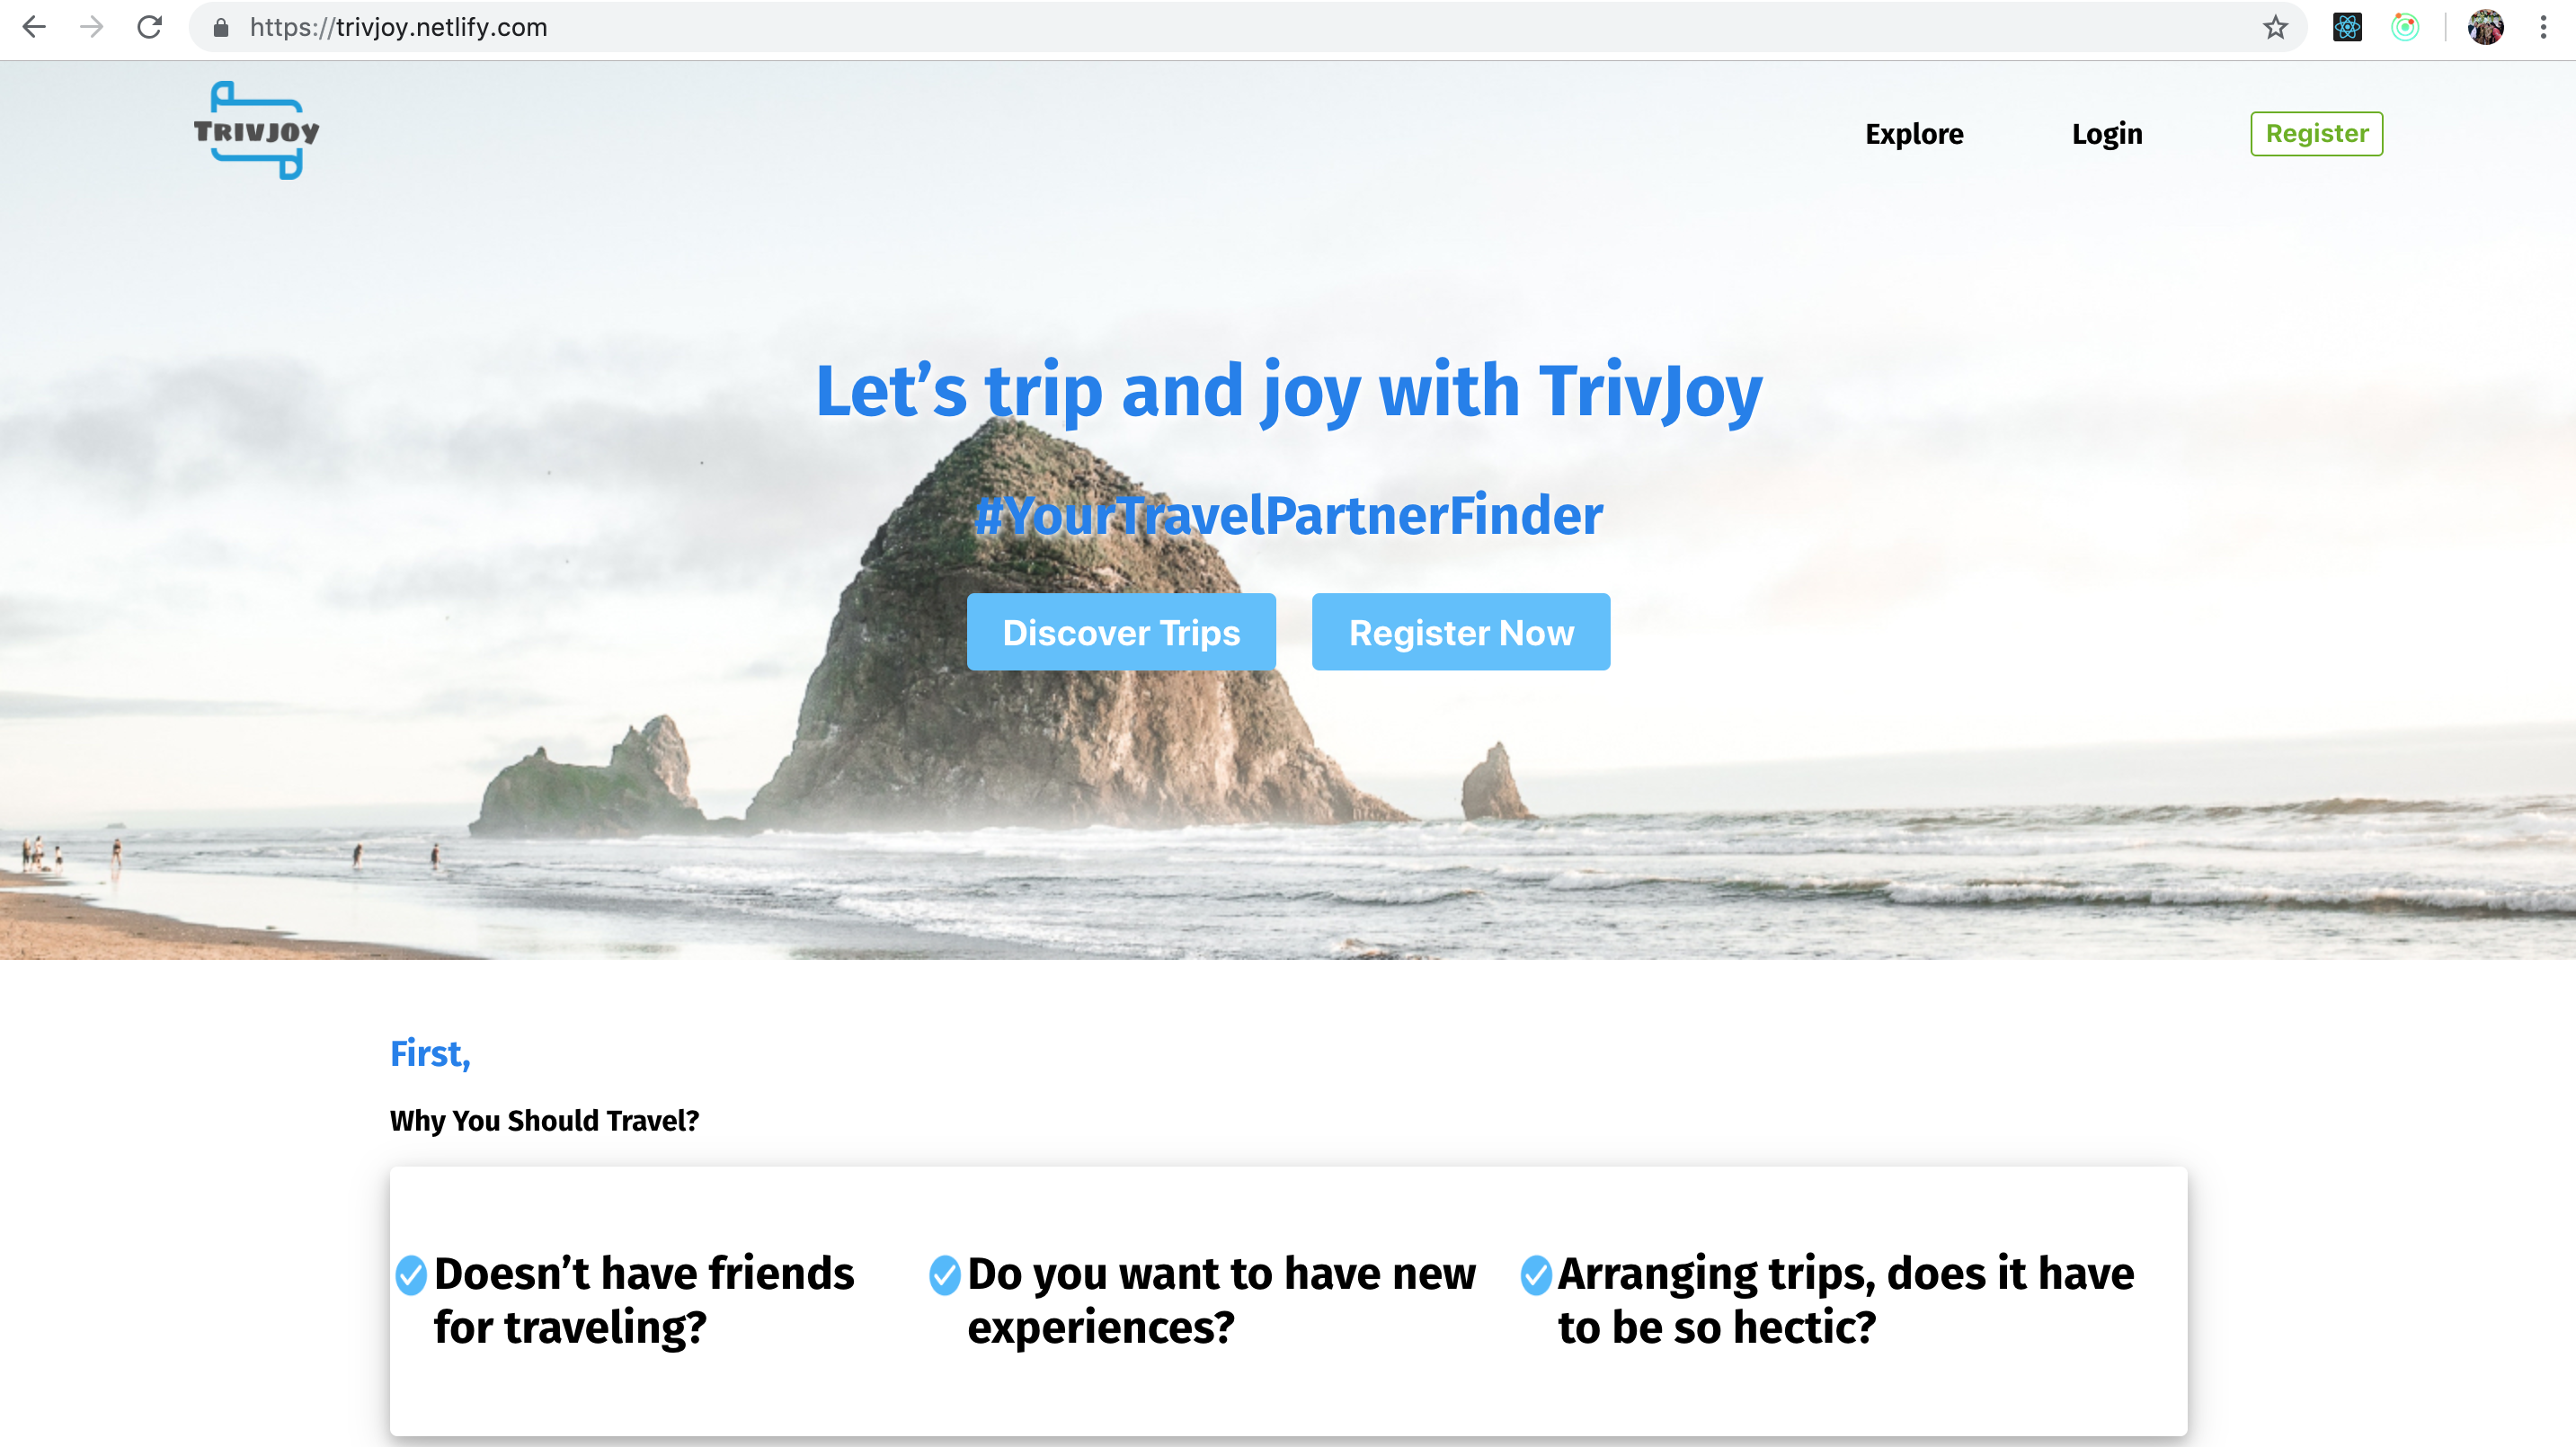 https://trivjoy.netlify.com
TRIVJOY
Explore Login Register
Let’s trip and joy with TrivJoy
#YourTravelPartnerFinder
Discover Trips Register Now
First,
Why You Should Travel?
Doesn’t have friends
for traveling?
Do you want to have new
experiences?
Arranging trips, does it have
to be so hectic?